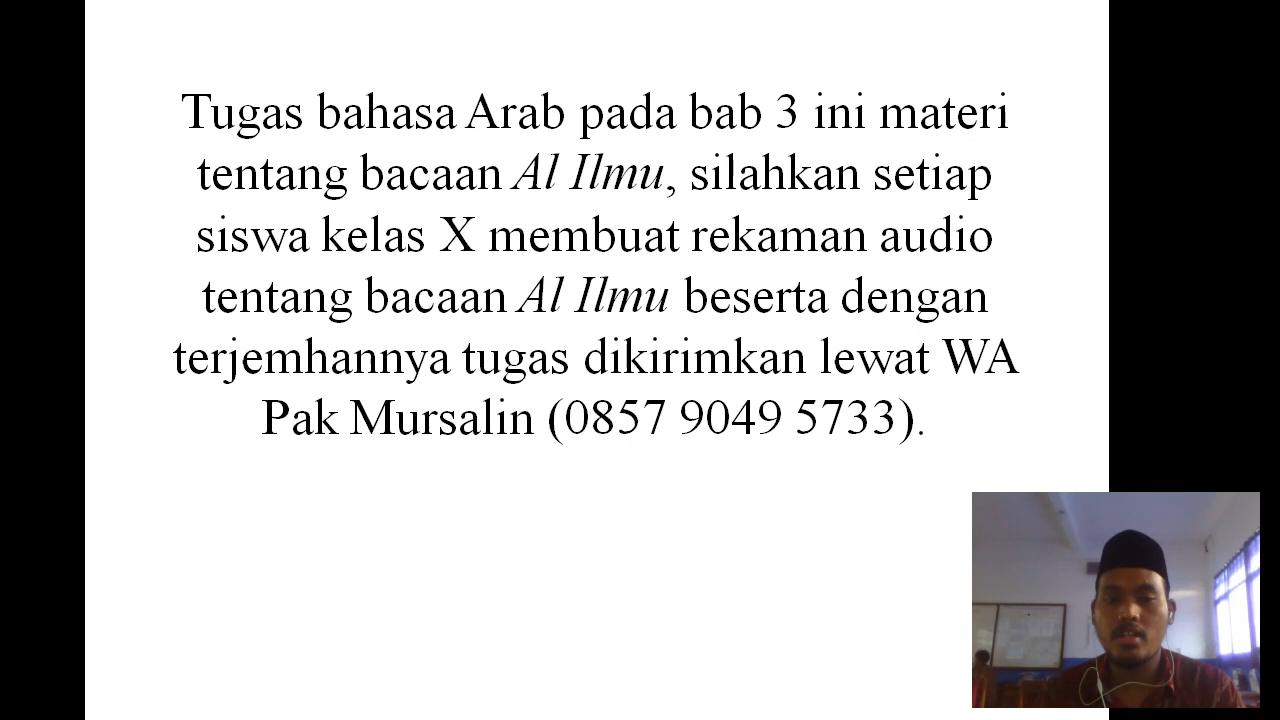 Tugas bahasa Arab pada bab 3 ini materi
tentang bacaan Al Ilmu, silahkan setiap
siswa kelas X membuat rekaman audio
tentang bacaan Al Ilmu beserta dengan
terjemhannya tugas dikirimkan lewat WA
Pak Mursalin (0857 9049 5733).